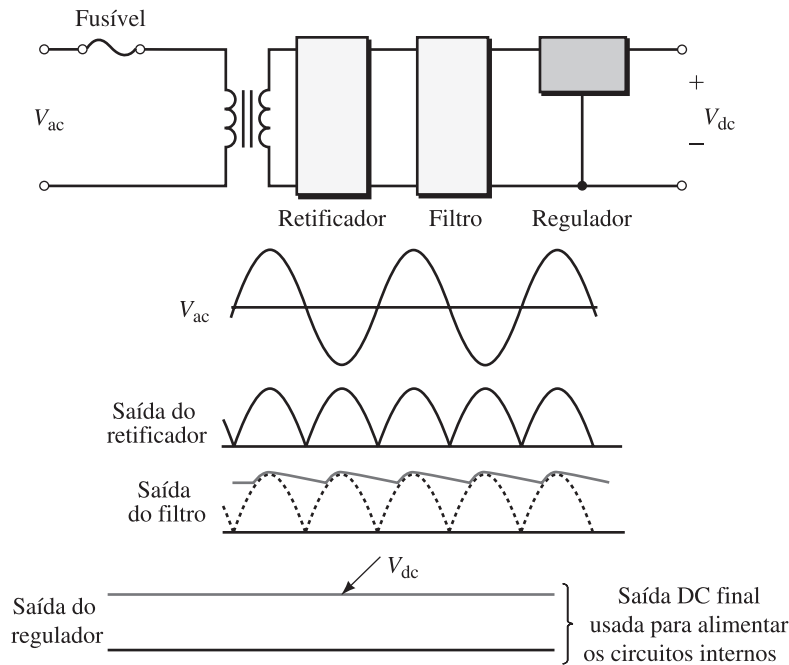 Fusível
V_ac
+
V_dc
−
Retificador Filtro Regulador
V_ac
Saída do
retificador
Saída
do filtro
V_dc
Saída do
regulador
Saída DC final
usada para alimentar
os circuitos internos